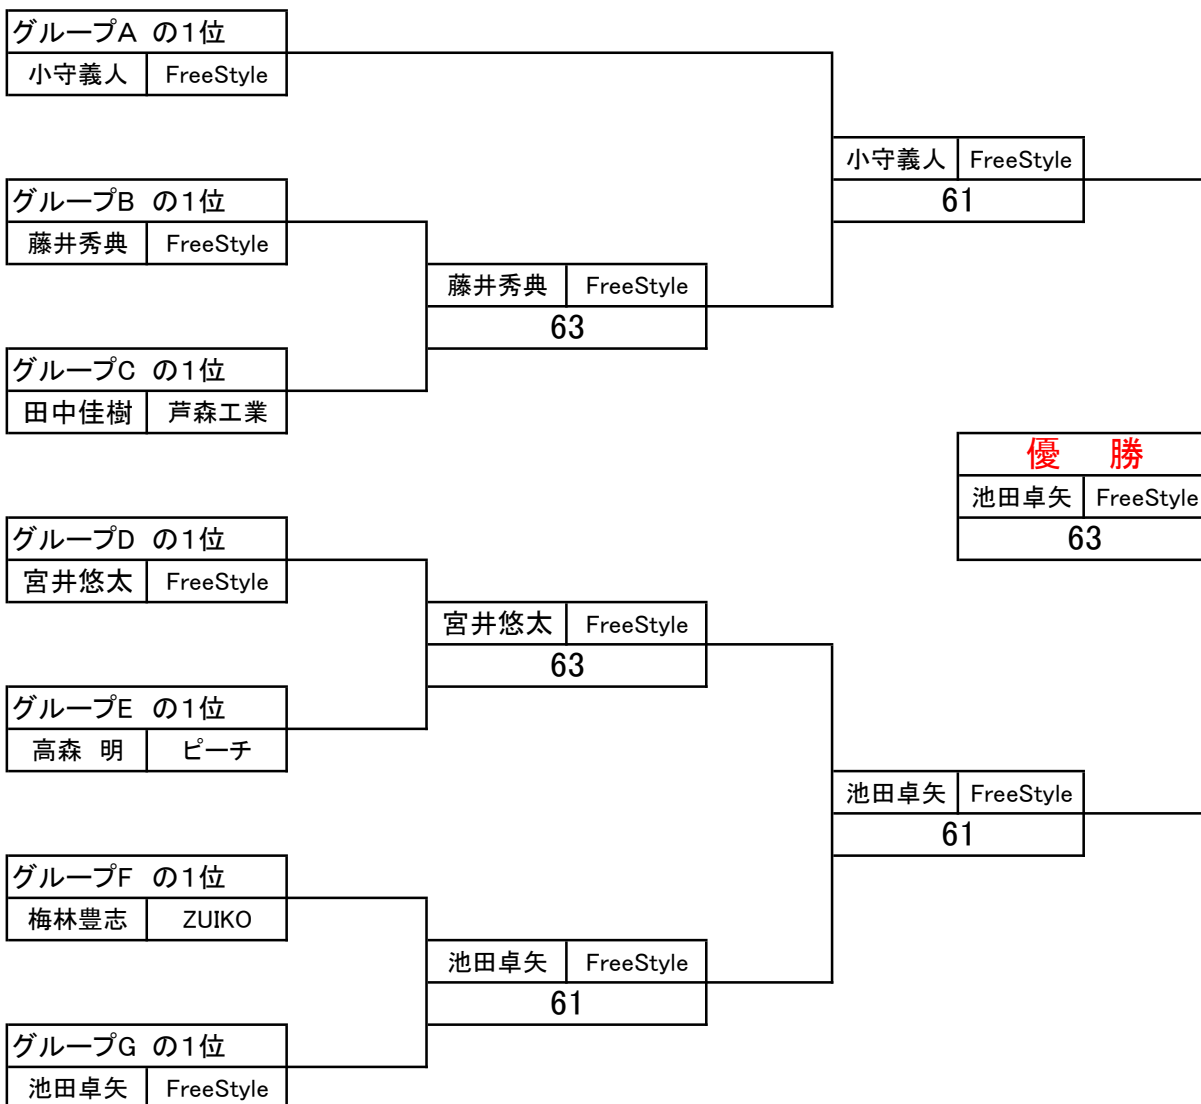 グループA の1位
小守義人 FreeStyle
小守義人 FreeStyle
61
グループB の1位
藤井秀典 FreeStyle
藤井秀典 FreeStyle
63
グループC の1位
田中佳樹 芦森工業
優 勝
池田卓矢 FreeStyle
63
グループD の1位
宮井悠太 FreeStyle
宮井悠太 FreeStyle
63
グループE の1位
高森 明 ピーチ
池田卓矢 FreeStyle
61
グループF の1位
梅林豊志 ZUIKO
池田卓矢 FreeStyle
61
グループG の1位
池田卓矢 FreeStyle